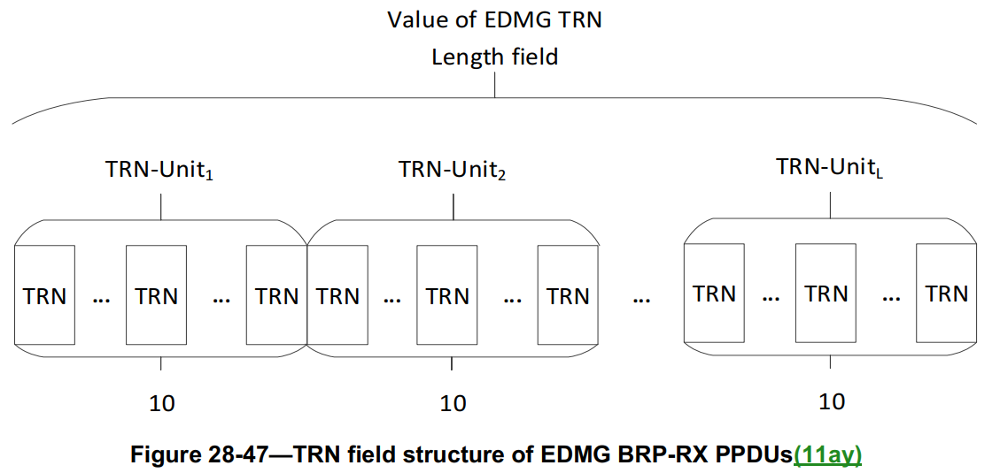 Value of EDMG TRN
Length field
TRN-Unit1 TRN-Unit2 TRN-UnitL
TRN ... TRN ... TRN TRN ... TRN ... TRN ... TRN ... TRN ... TRN
10 10 10
Figure 28-47—TRN field structure of EDMG BRP-RX PPDUs(11ay)